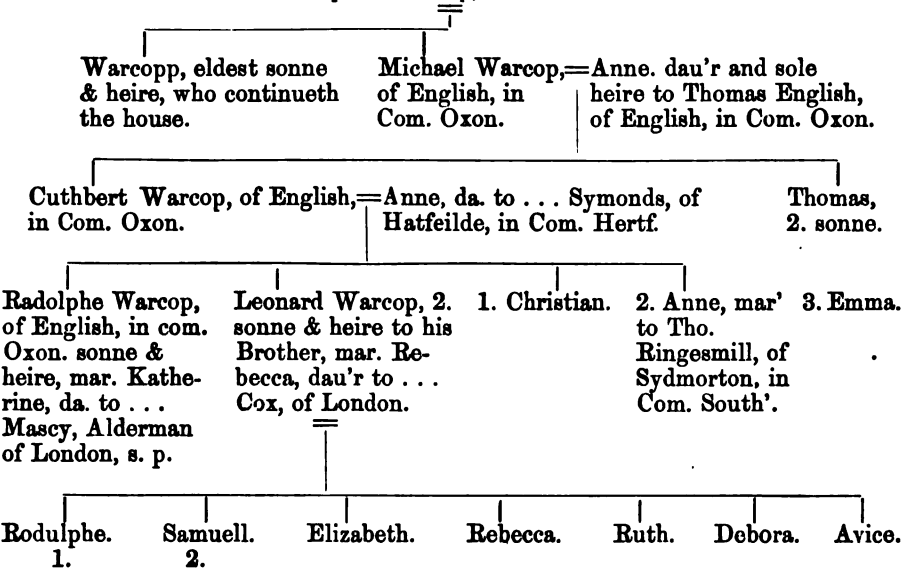 Warcopp, eldest sonne
& heire, who continueth
the house.
Michael Warcop,=Anne. dau'r and sole
of English, in
Com. Oxon.
heire to Thomas English,
of English, in Com. Oxon.
Cuthbert Warcop, of English,=Anne, da. to . . . Symonds, of
in Com. Oxon.
Hatfeilde, in Com. Hertf.
Thomas,
2. sonne.
Radolphe Warcop,
of English, in com.
Oxon. sonne &
heire, mar. Kathe-
rine, da. to . . .
Mascy, Alderman
of London, s. p.
Leonard Warcop, 2.
sonne & heire to his
Brother, mar. Re-
becca, dau'r to . . .
Cox, of London.
1. Christian.
2. Anne, mar'
to Tho.
Ringesmill, of
Sydmorton, in
Com. South'.
3. Emma.
Rodulphe.
1.
Samuell.
2.
Elizabeth.
Rebecca.
Ruth.
Debora.
Avice.